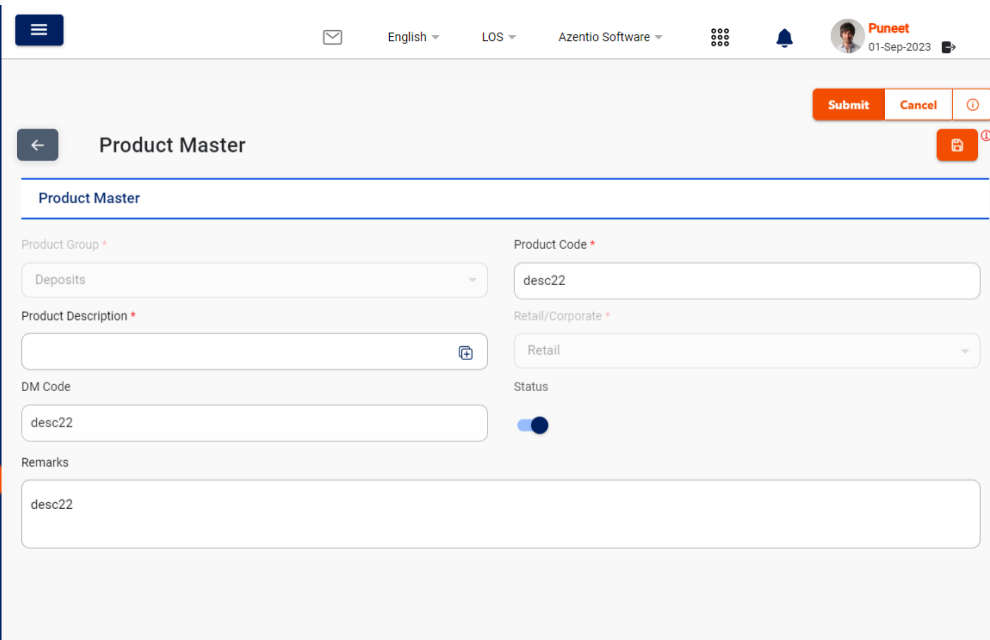 English LOS Azentio Software Puneet
01-Sep-2023
Submit Cancel
Product Master
Product Master
Product Group * Product Code *
Deposits desc22
Product Description * Retail/Corporate *
Retail
DM Code Status
desc22
Remarks
desc22